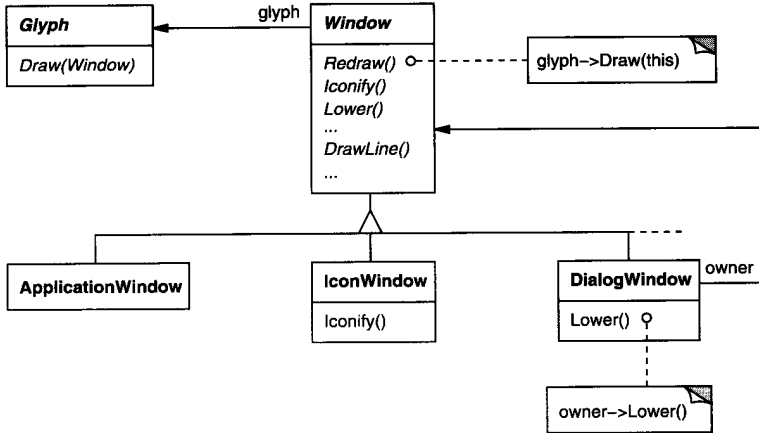 Glyph
Draw(Window)
glyph
Window
Redraw()
Iconify()
Lower()
...
DrawLine()
...
glyph->Draw(this)
ApplicationWindow
IconWindow
Iconify()
DialogWindow
Lower()
owner
owner->Lower()